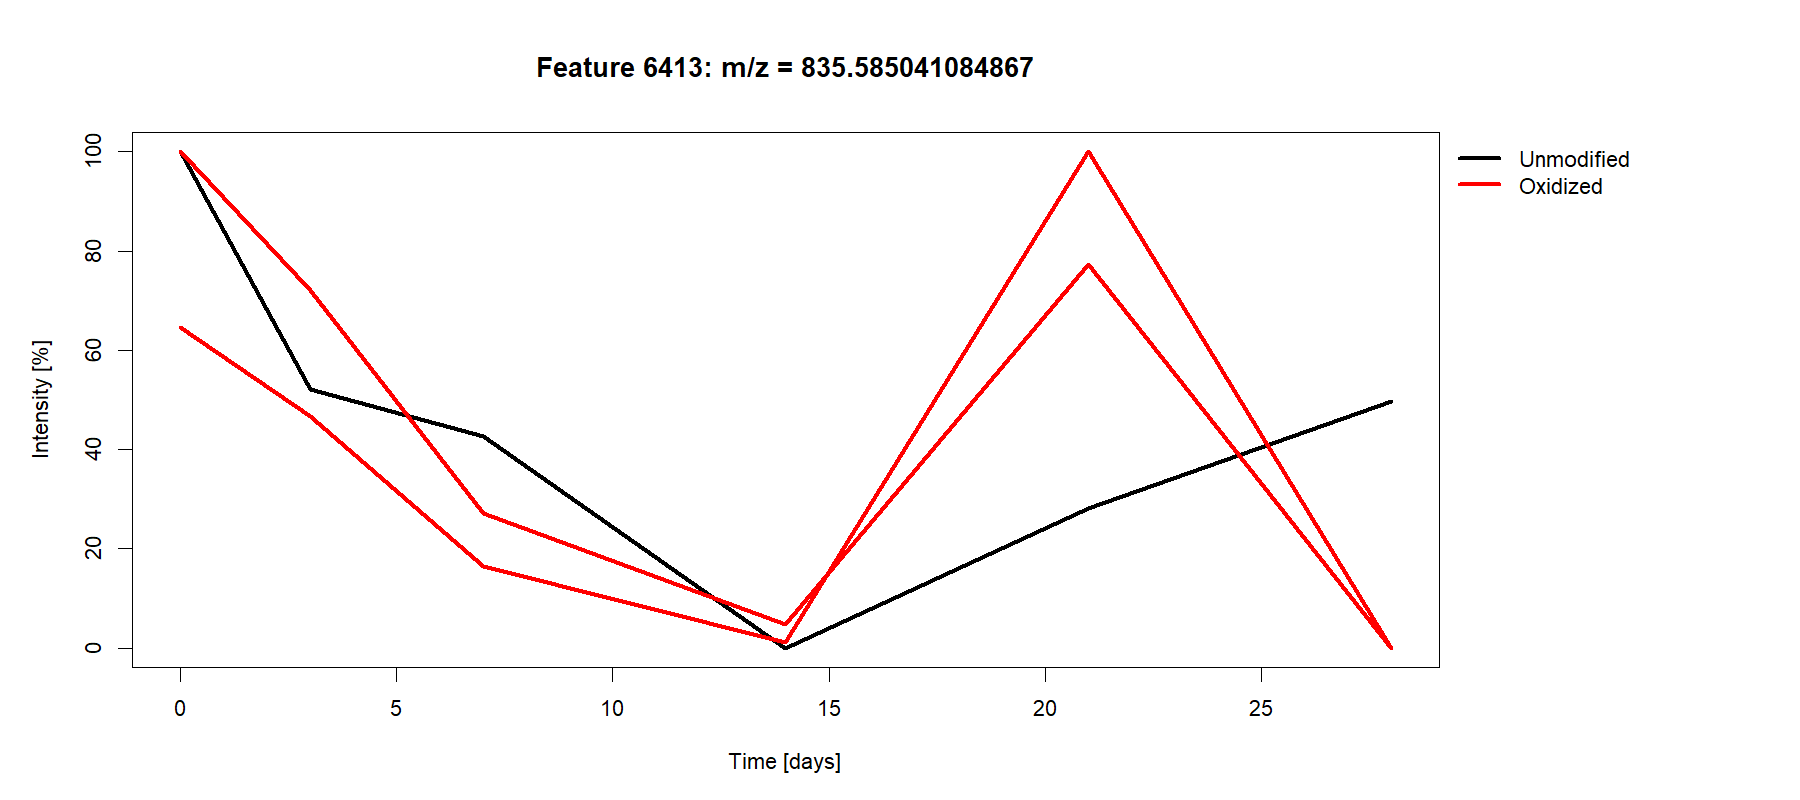 Feature 6413: m/z = 835.585041084867
100
80
60
40
20
0
Intensity [%]
0 5 10 15 20 25
Time [days]
Unmodified
Oxidized